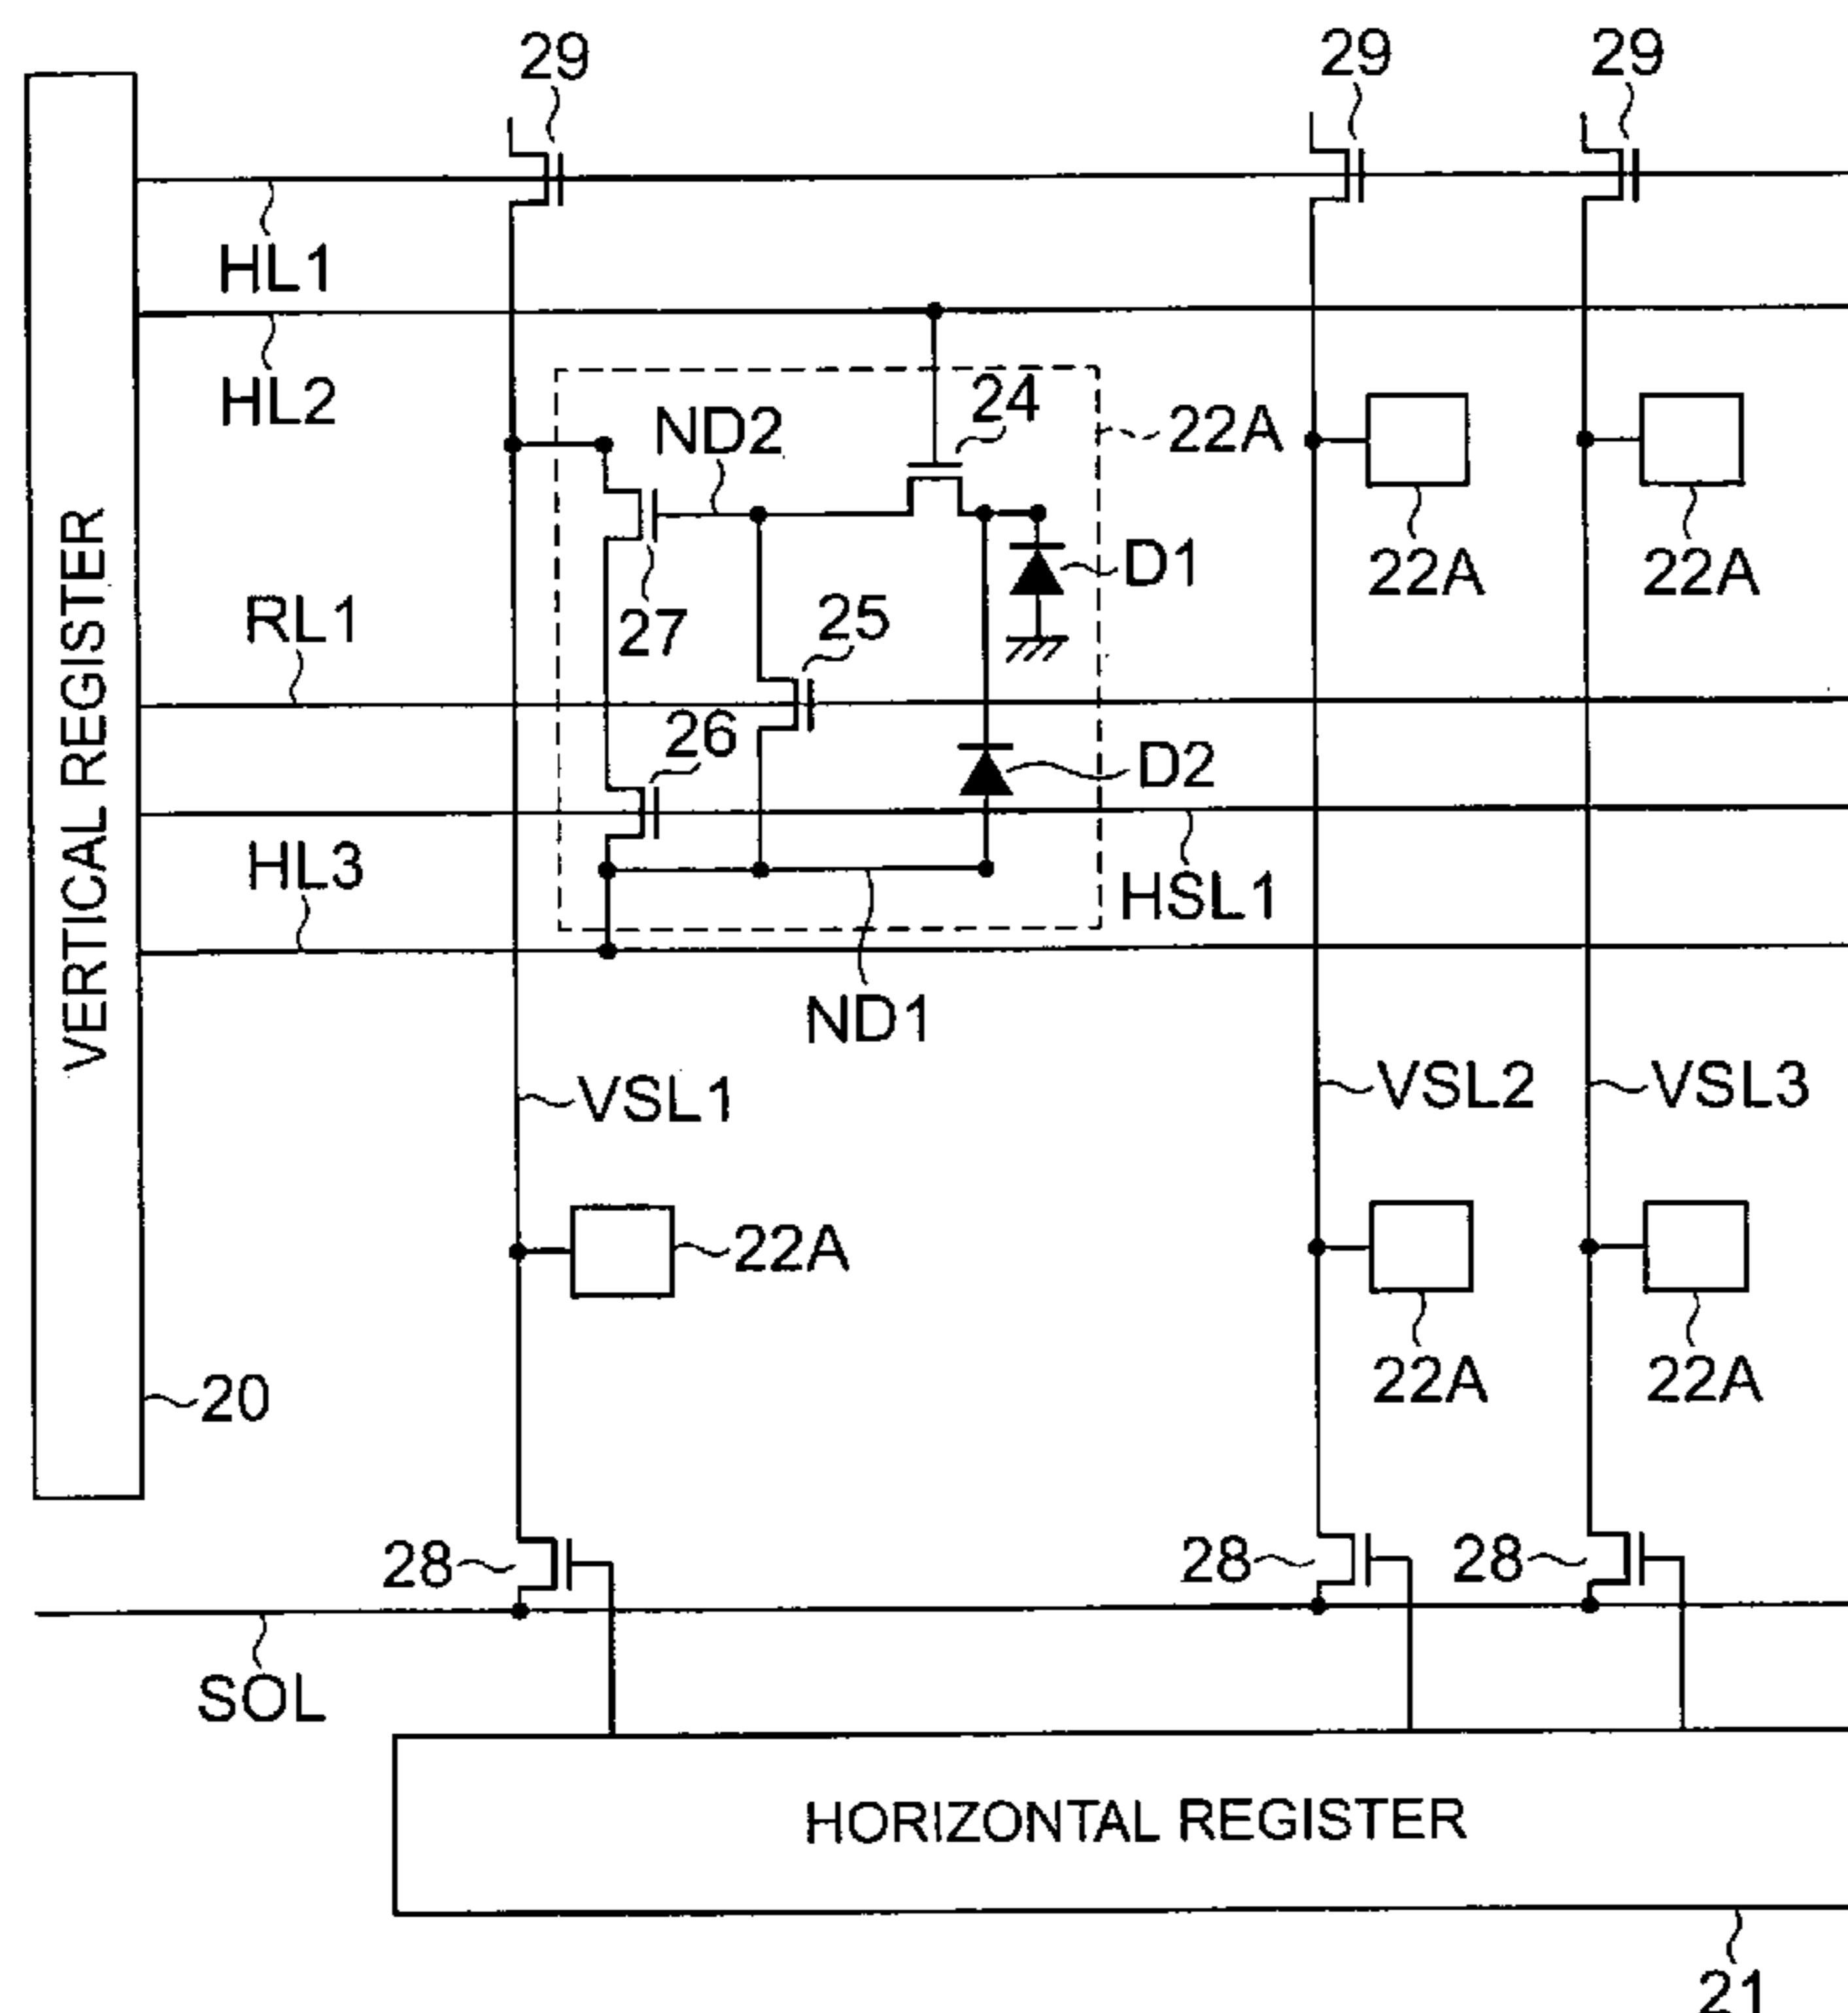 29
29
29
HL1
HL2
24
ND2
22A
D1
22A
22A
RL1
27
25
26
D2
HL3
HSL1
ND1
VERTICAL REGISTER
VSL1
VSL2
VSL3
22A
22A
22A
20
28
28
28
SOL
HORIZONTAL REGISTER
21